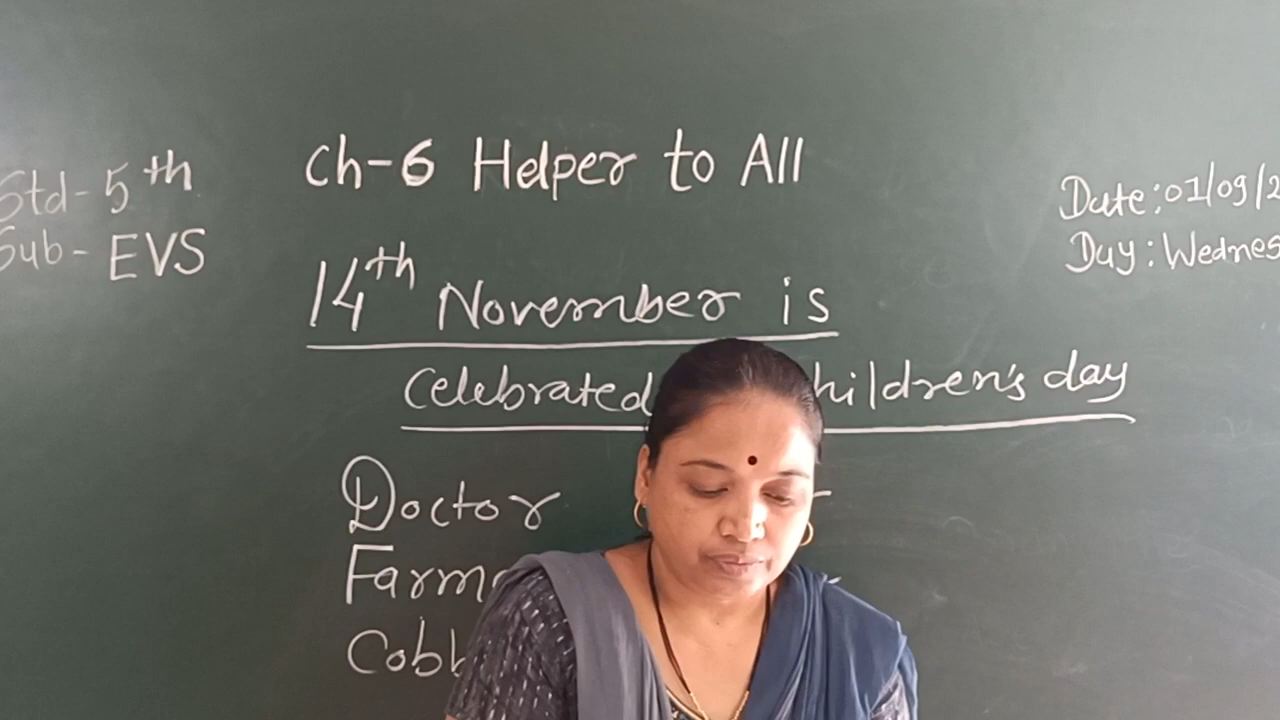 Std - 5th
Sub - EVS
Ch-6 Helper to All
Date: 01/09/2
Day: Wednes
14th November is
Celebrated hildren's day
Doctor
Farm
Cobb